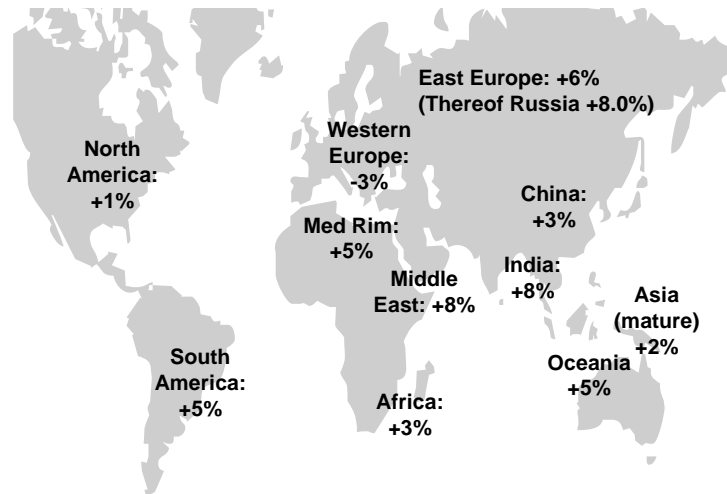 East Europe: +6%
(Thereof Russia +8.0%)
Western
Europe:
-3%
North
America:
+1%
China:
+3%
Med Rim:
+5%
India:
+8%
Middle
East: +8%
Asia
(mature)
+2%
South
America:
+5%
Oceania
+5%
Africa:
+3%